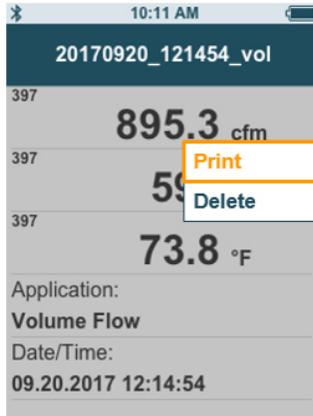 10:11 AM
20170920_121454_vol
397
895.3 cfm
397
Print
Delete
397
73.8 °F
Application:
Volume Flow
Date/Time:
09.20.2017 12:14:54